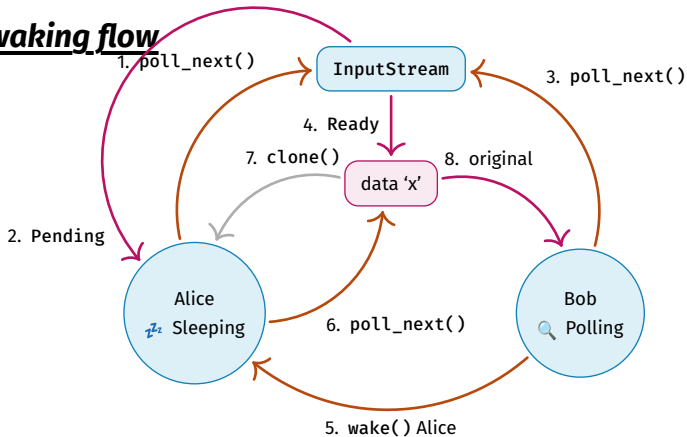 waking flow
1. poll_next()
InputStream
3. poll_next()
4. Ready
7. clone()
8. original
data ‘x’
2. Pending
Alice
💤 Sleeping
Bob
🔍 Polling
6. poll_next()
5. wake() Alice